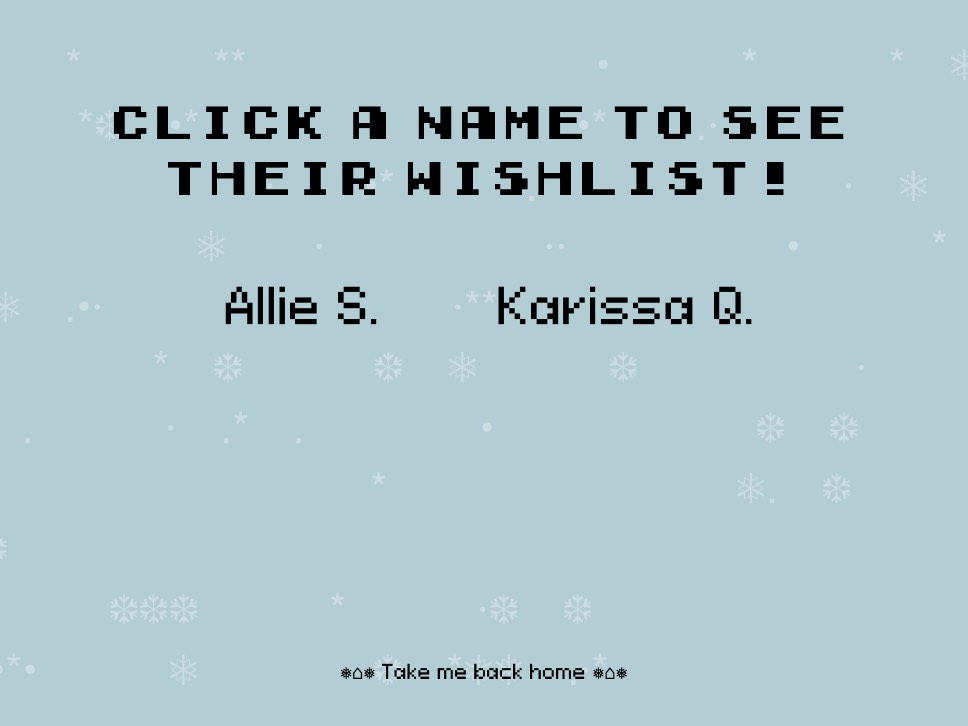 CLICK A NAME TO SEE
THEIR WISHLIST!
Allie S. Karissa Q.
❅⌂❅ Take me back home ❅⌂❅